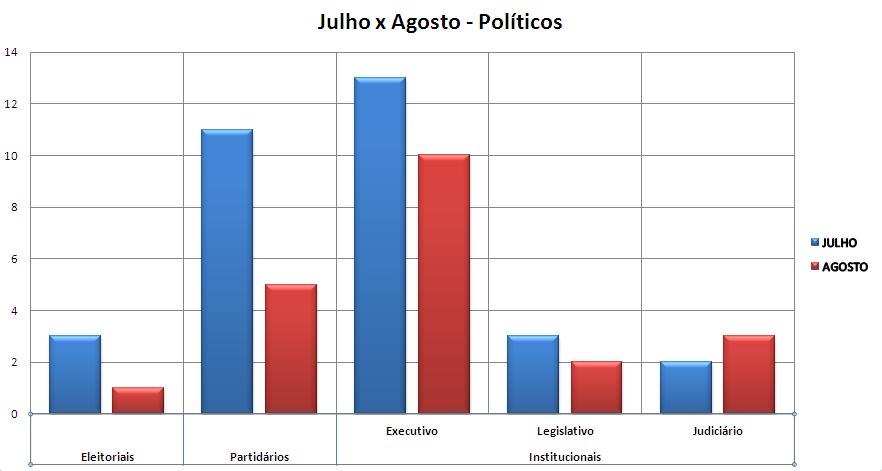 Julho x Agosto - Políticos
14
12
10
8
6
4
2
0
JULHO
AGOSTO
Executivo
Legislativo
Judiciário
Eleitoriais
Partidários
Institucionais